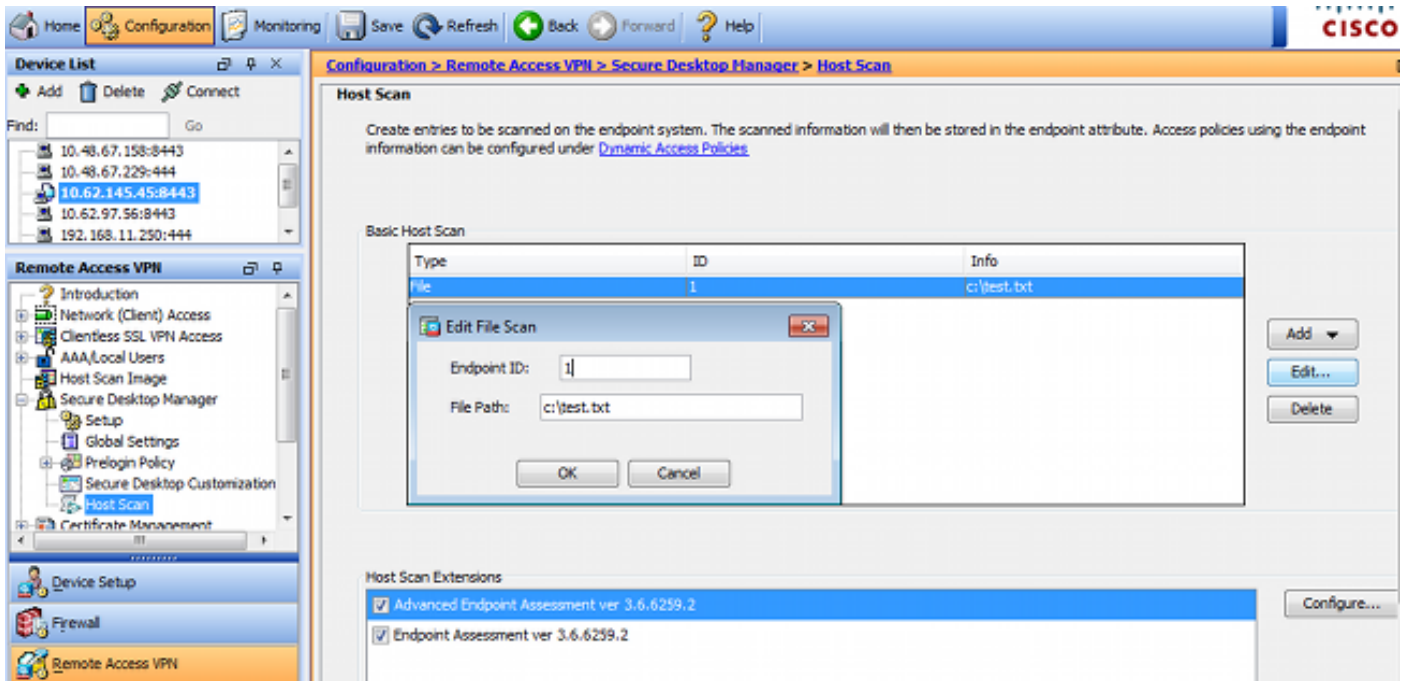 Home Configuration Monitoring Save Refresh Back Forward Help
CISCO
Device List
Add Delete Connect
Find: Go
10.48.67.158:8443
10.48.67.229:444
10.62.145.45:8443
10.62.97.56:8443
192.168.11.250:444
Remote Access VPN
Introduction
Network (Client) Access
Clientless SSL VPN Access
AAA/Local Users
Host Scan Image
Secure Desktop Manager
Setup
Global Settings
Prelogin Policy
Secure Desktop Customization
Host Scan
Certificate Management
Device Setup
Firewall
Remote Access VPN
Configuration > Remote Access VPN > Secure Desktop Manager > Host Scan
Host Scan
Create entries to be scanned on the endpoint system. The scanned information will then be stored in the endpoint attribute. Access policies using the endpoint
information can be configured under Dynamic Access Policies
Basic Host Scan
Type ID Info
File 1 c:\test.txt
Edit File Scan
Endpoint ID: 1
File Path: c:\test.txt
OK Cancel
Add
Edit...
Delete
Host Scan Extensions
Advanced Endpoint Assessment ver 3.6.6259.2
Endpoint Assessment ver 3.6.6259.2
Configure...